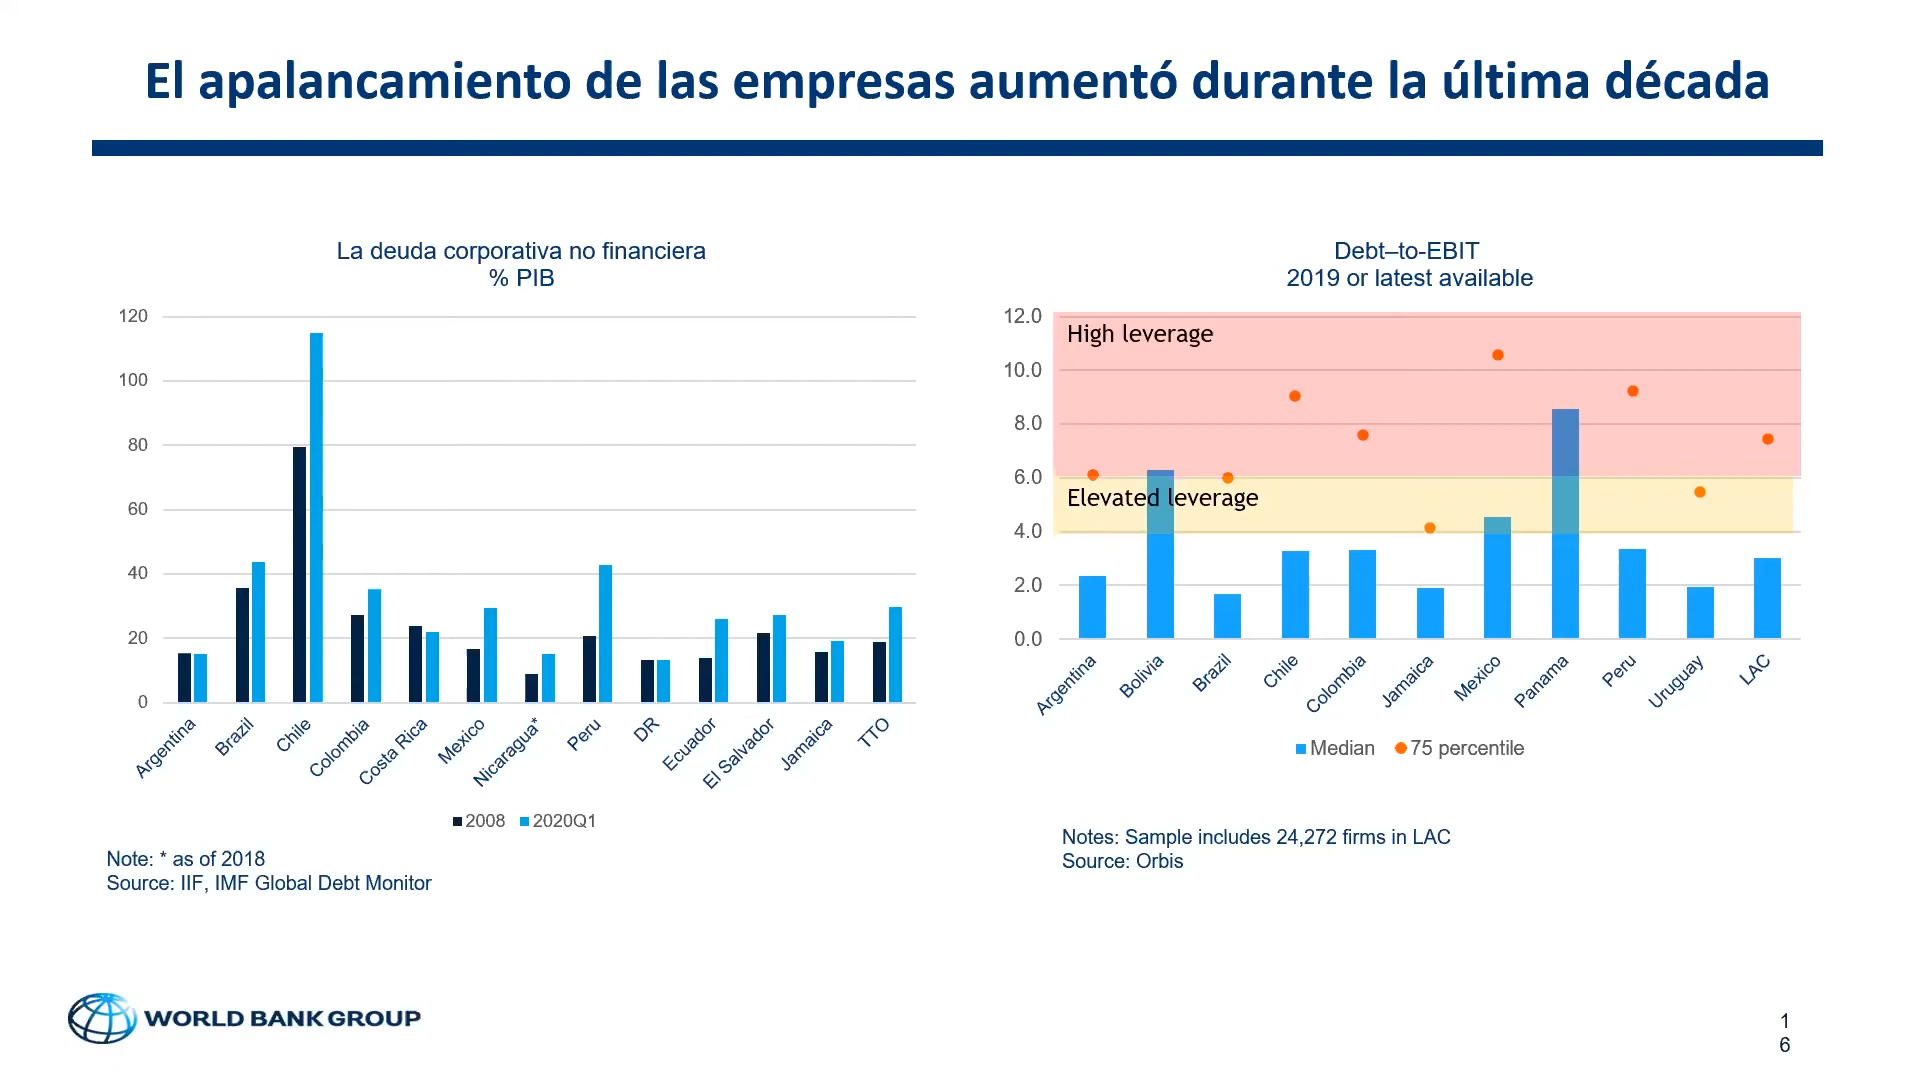 El apalancamiento de las empresas aumentó durante la última década
La deuda corporativa no financiera
% PIB
120
100
80
60
40
20
0
Argentina
Brazil
Chile
Colombia
Costa Rica
Mexico
Nicaragua*
Peru
DR
Ecuador
El Salvador
Jamaica
TTO
2008
2020Q1
Note: * as of 2018
Source: IIF, IMF Global Debt Monitor
Debt–to-EBIT
2019 or latest available
12.0
10.0
8.0
6.0
4.0
2.0
0.0
High leverage
Elevated leverage
Argentina
Bolivia
Brazil
Chile
Colombia
Jamaica
Mexico
Panama
Peru
Uruguay
LAC
Median
75 percentile
Notes: Sample includes 24,272 firms in LAC
Source: Orbis
WORLD BANK GROUP
1
6